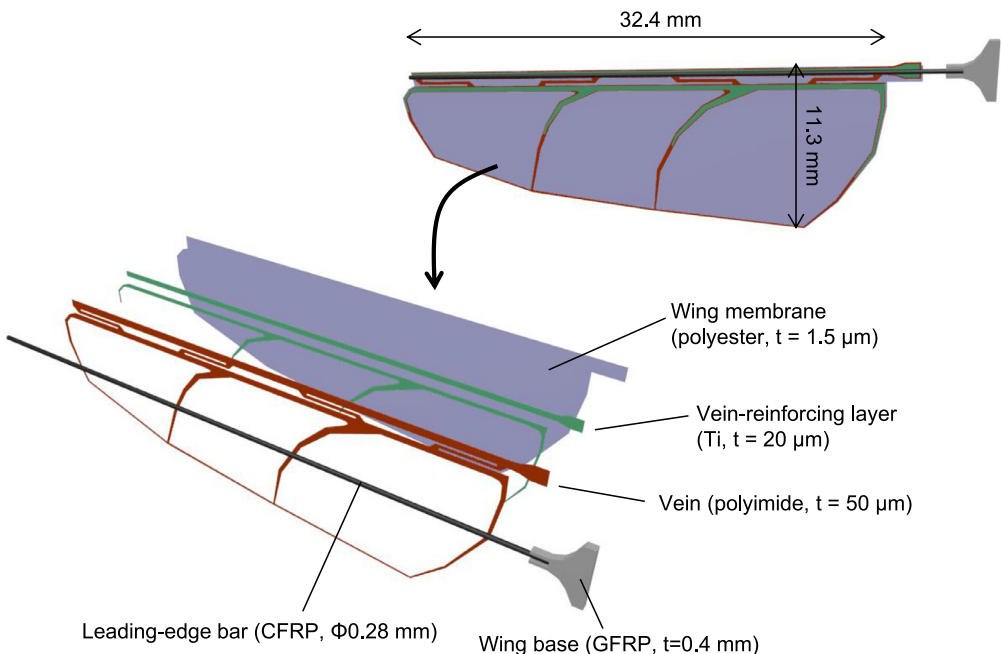 32.4 mm
11.3 mm
Wing membrane
(polyester, t = 1.5 μm)
Vein-reinforcing layer
(Ti, t = 20 μm)
Vein (polyimide, t = 50 μm)
Leading-edge bar (CFRP, Φ0.28 mm)
Wing base (GFRP, t=0.4 mm)